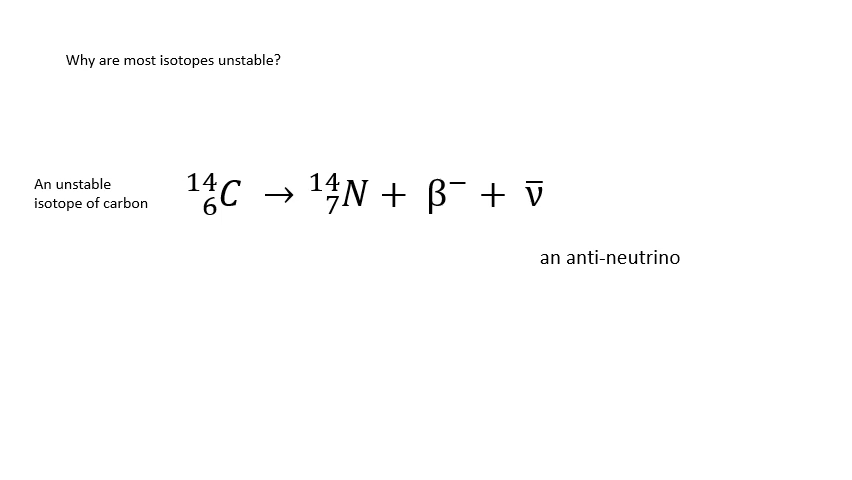 Why are most isotopes unstable?
An unstable
isotope of carbon
¹⁴₆C → ¹⁴₇N + β⁻ + ν̅
an anti-neutrino